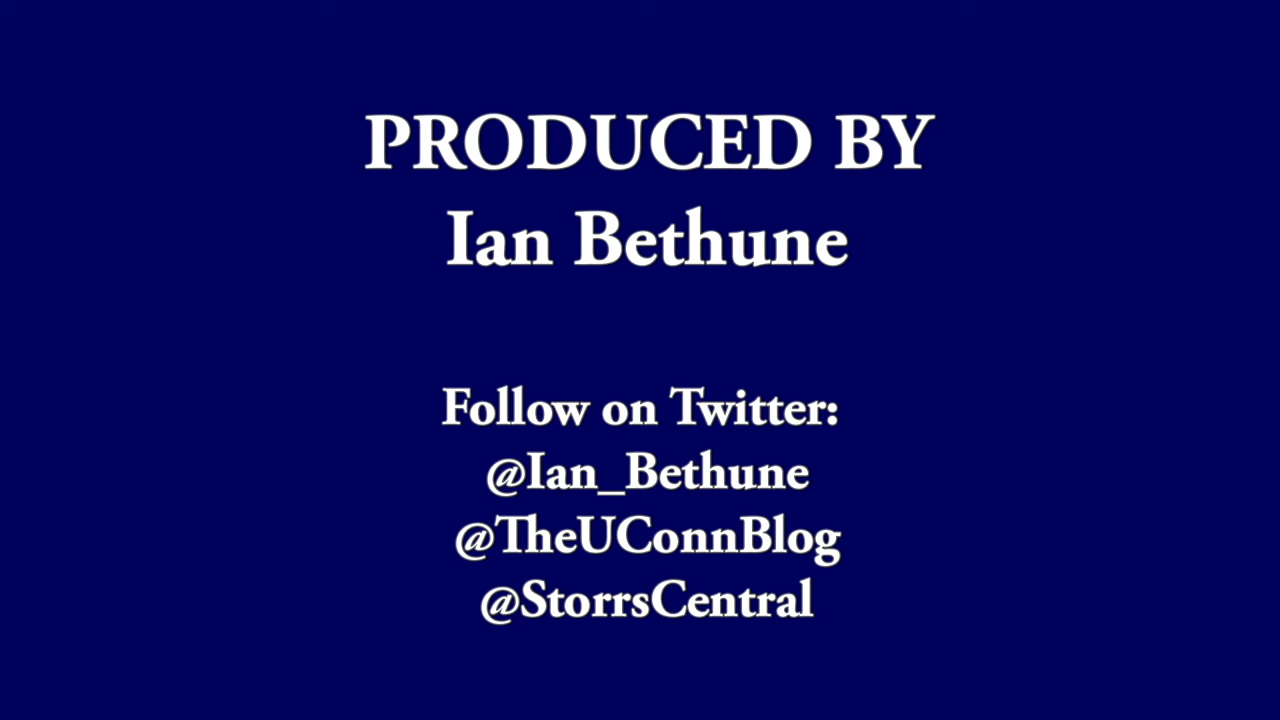 PRODUCED BY
Ian Bethune
Follow on Twitter:
@Ian_Bethune
@TheUConnBlog
@StorrsCentral